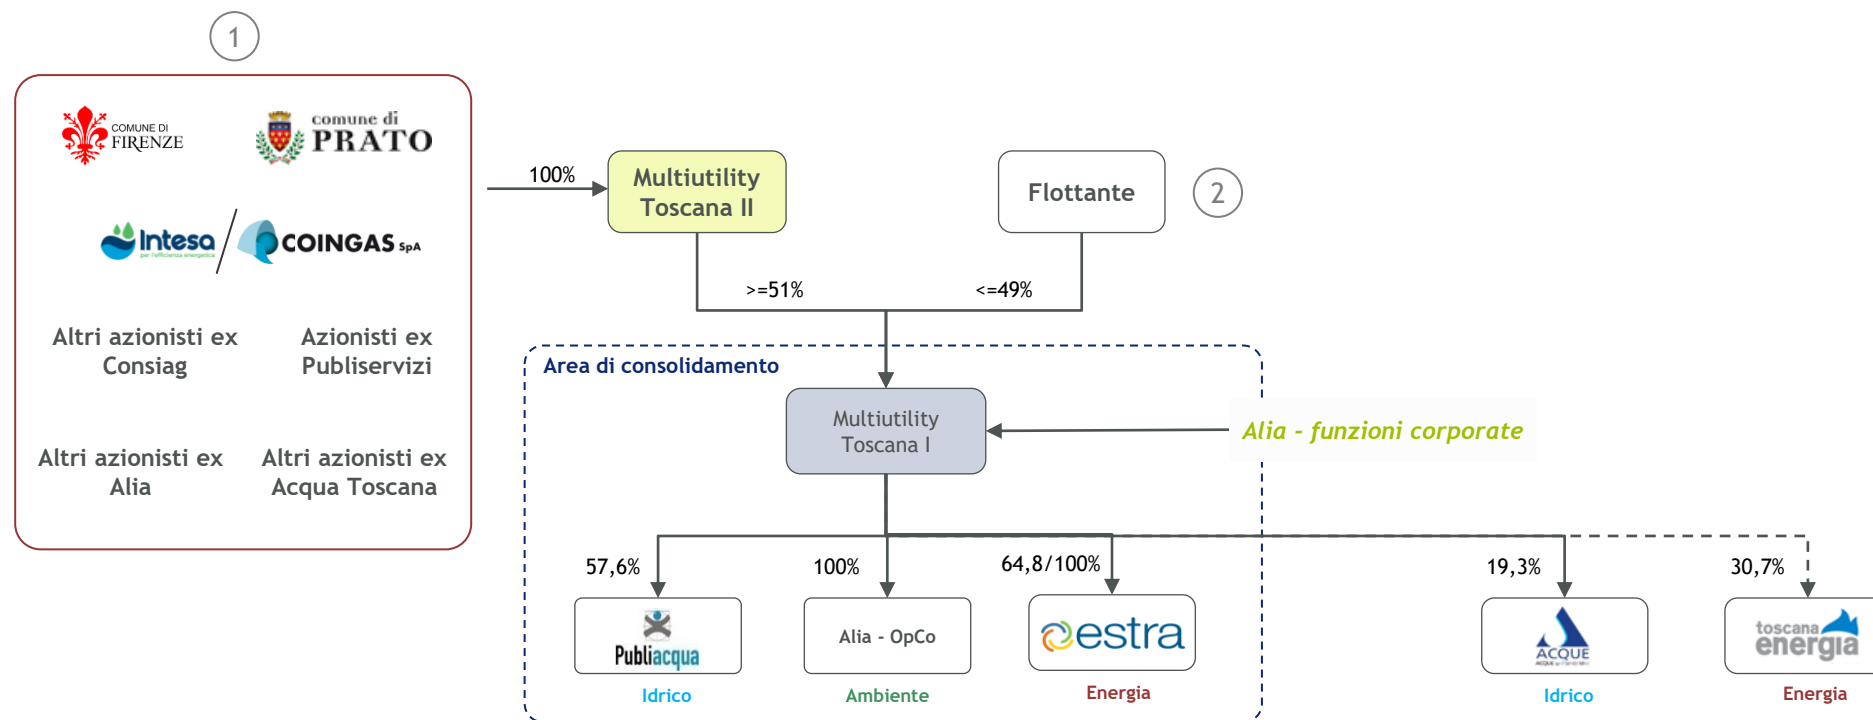 1
COMUNE DI
FIRENZE
comune di
PRATO
Intesa
per l'efficienza energetica
COINGAS SpA
Altri azionisti ex
Consiag
Azionisti ex
Publiservizi
Altri azionisti ex
Alia
Altri azionisti ex
Acqua Toscana
100%
Multiutility
Toscana II
Flottante
2
>=51%
<=49%
Area di consolidamento
Multiutility
Toscana I
Alia - funzioni corporate
57,6%
100%
64,8/100%
19,3%
30,7%
Publiacqua
Alia - OpCo
estra
ACQUE
toscana
energia
Idrico
Ambiente
Energia
Idrico
Energia